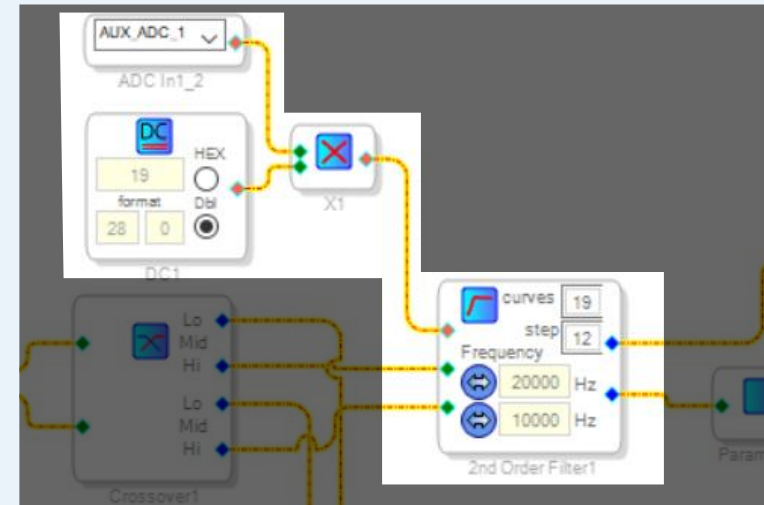 AUX_ADC_1
ADC In1_2
DC
19
HEX
format
Dbl
28
0
DC1
X1
curves
19
step
12
Frequency
20000
Hz
10000
Hz
2nd Order Filter1
Lo
Mid
Hi
Lo
Mid
Hi
Crossover1
Param